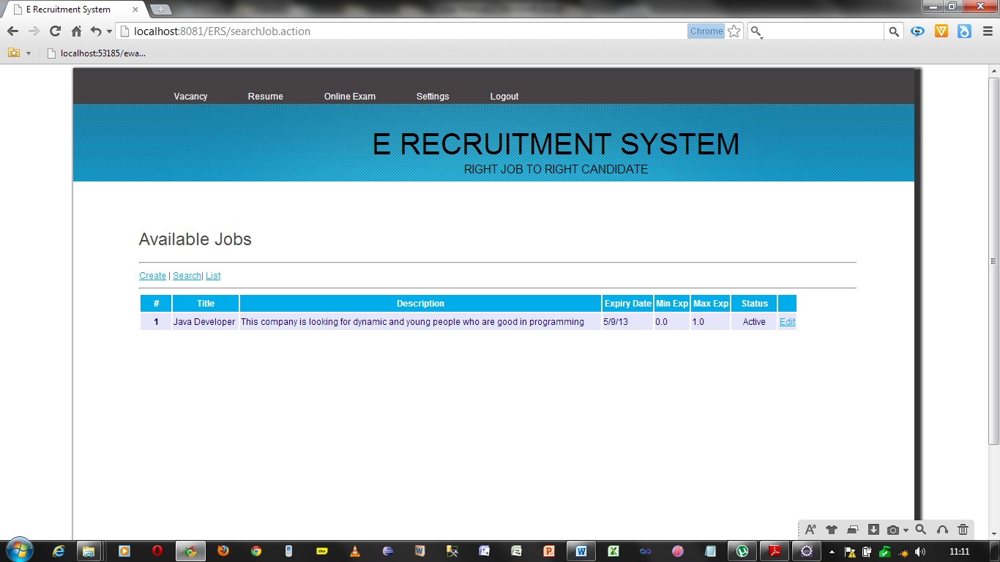 E Recruitment System
localhost:8081/ERS/searchJob.action
Chrome
localhost:53185/ewa...
Vacancy Resume Online Exam Settings Logout
E RECRUITMENT SYSTEM
RIGHT JOB TO RIGHT CANDIDATE
Available Jobs
Create | Search| List
# Title Description Expiry Date Min Exp Max Exp Status
1 Java Developer This company is looking for dynamic and young people who are good in programming 5/9/13 0.0 1.0 Active Edit
11:11